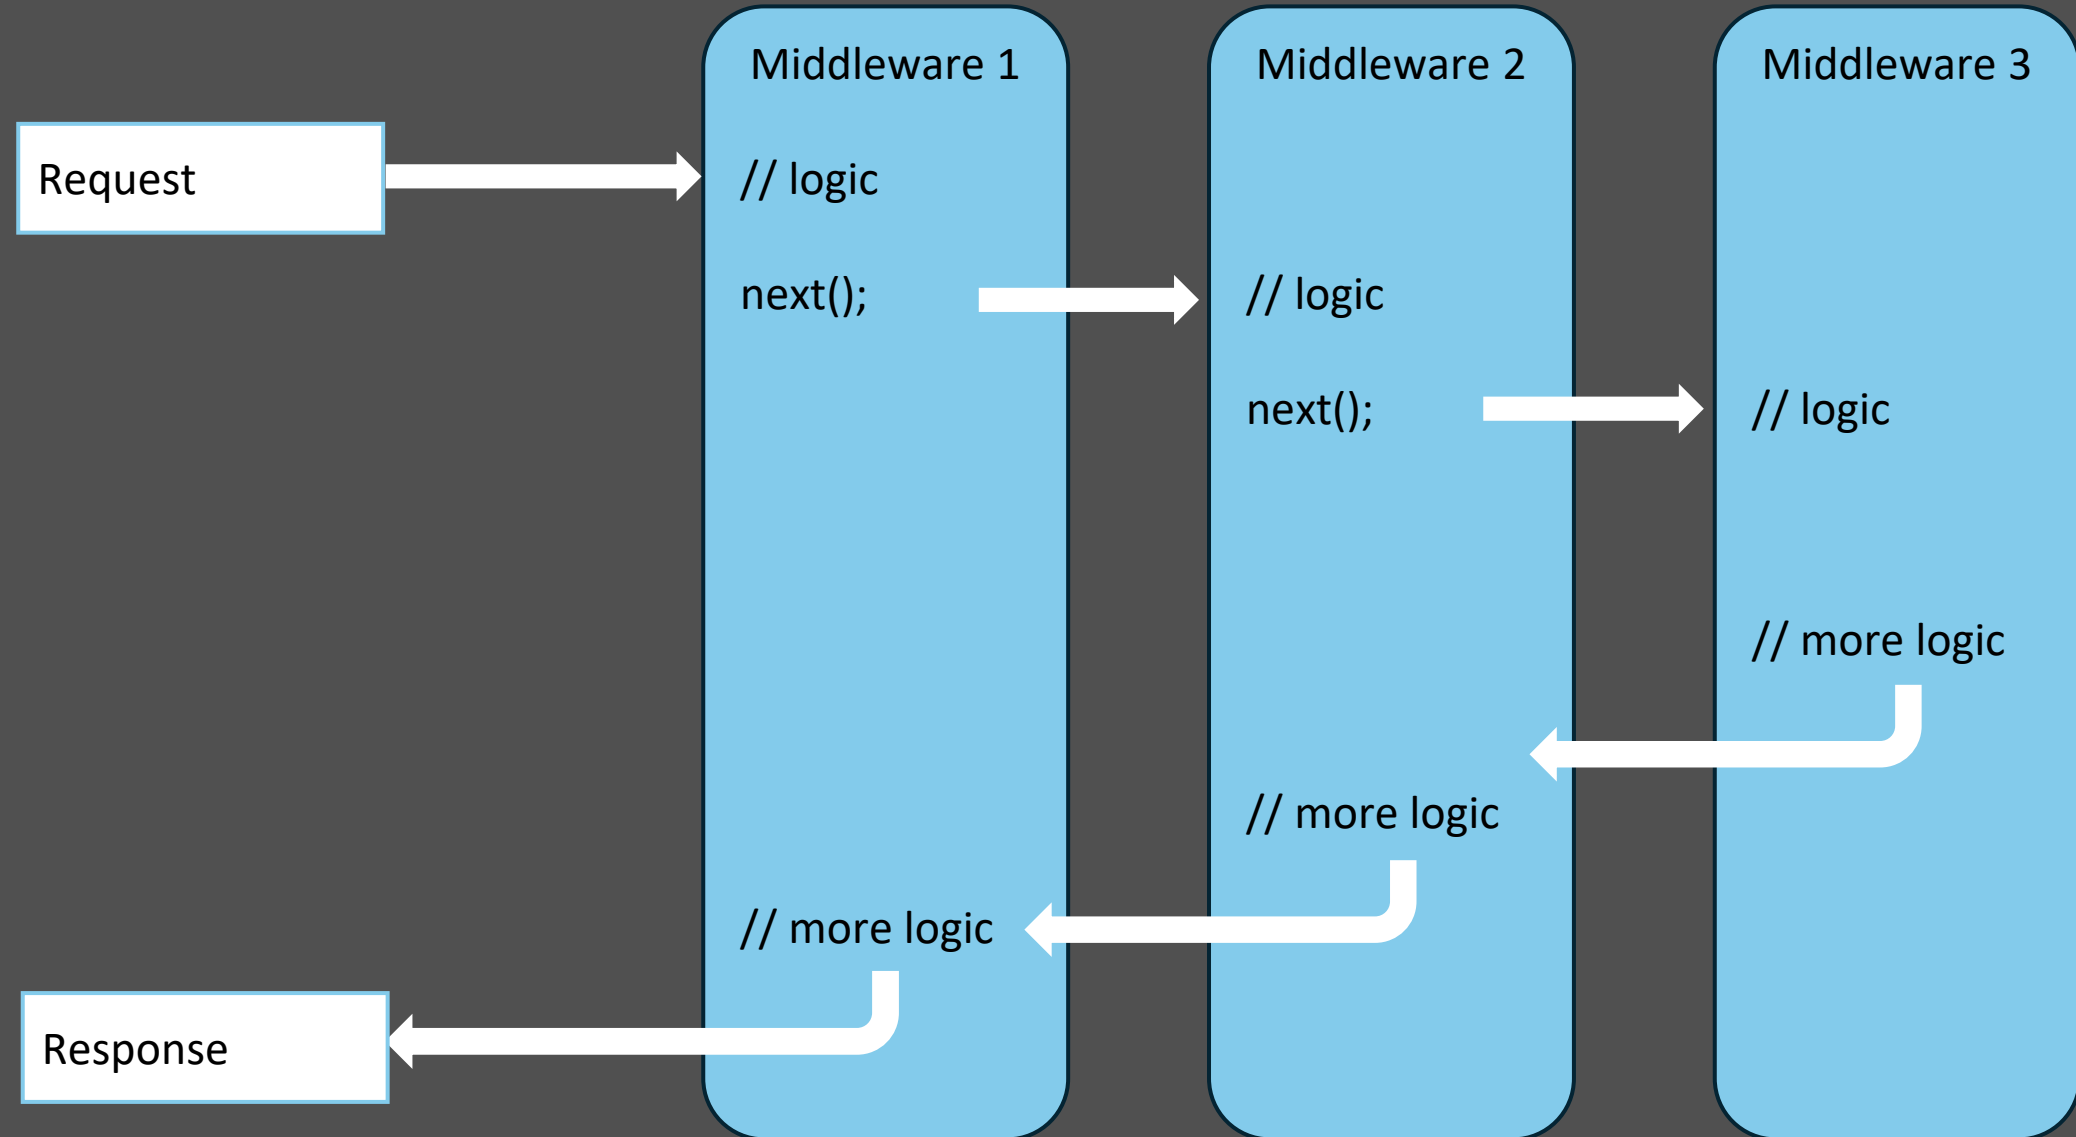 Middleware 1
Middleware 2
Middleware 3
Request
// logic
next();
// logic
next();
// logic
// more logic
// more logic
// more logic
Response